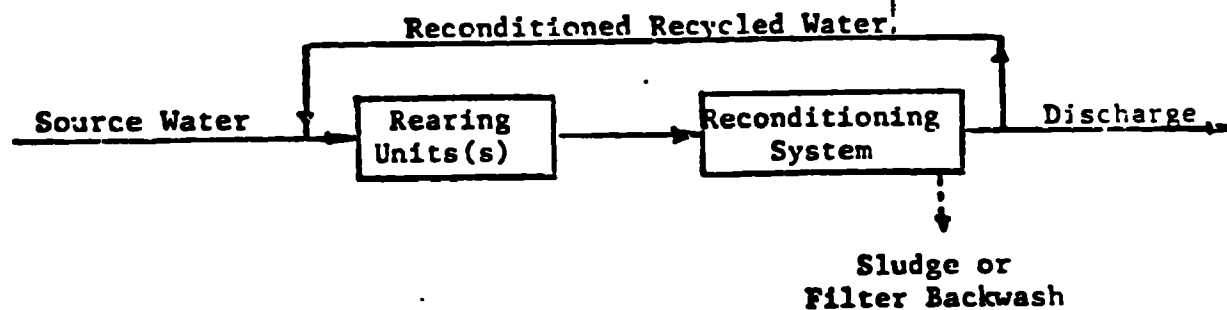 Reconditioned Recycled Water
Source Water
Rearing
Units(s)
Reconditioning
System
Discharge
Sludge or
Filter Backwash